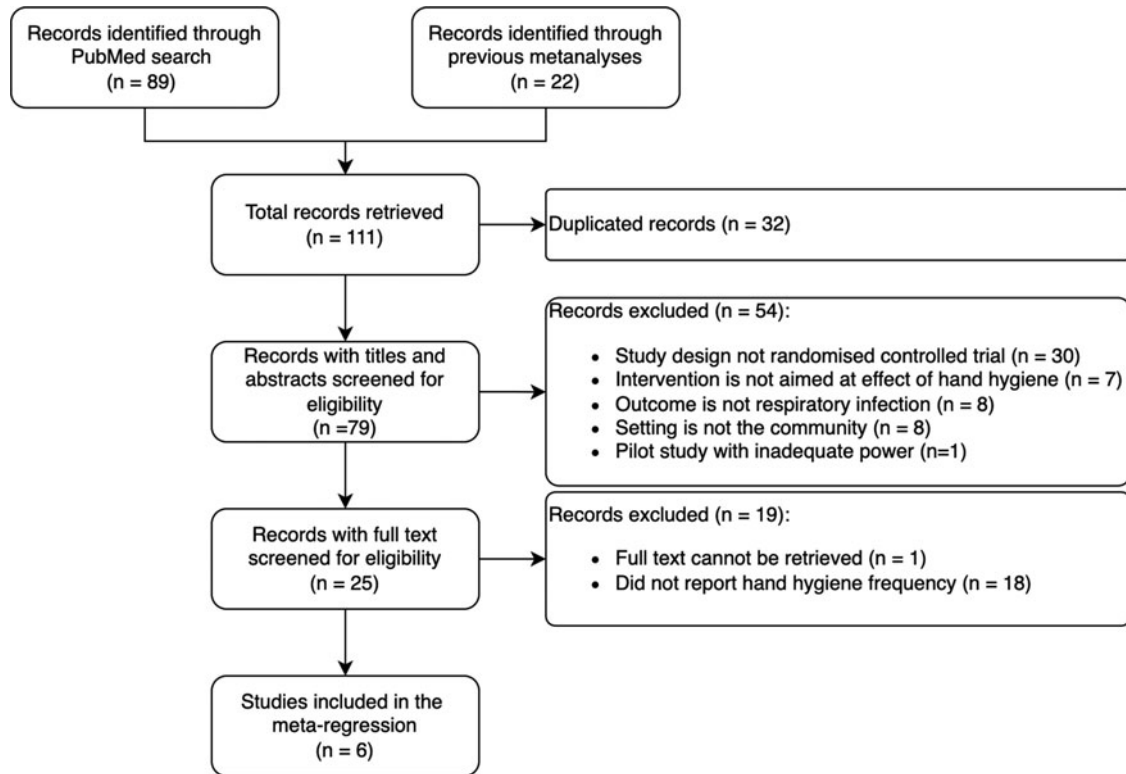 Records identified through
PubMed search
(n = 89)
Records identified through
previous metanalyses
(n = 22)
Total records retrieved
(n = 111)
Duplicated records (n = 32)
Records with titles and
abstracts screened for
eligibility
(n =79)
Records excluded (n = 54):
• Study design not randomised controlled trial (n = 30)
• Intervention is not aimed at effect of hand hygiene (n = 7)
• Outcome is not respiratory infection (n = 8)
• Setting is not the community (n = 8)
• Pilot study with inadequate power (n=1)
Records with full text
screened for eligibility
(n = 25)
Records excluded (n = 19):
• Full text cannot be retrieved (n = 1)
• Did not report hand hygiene frequency (n = 18)
Studies included in the
meta-regression
(n = 6)